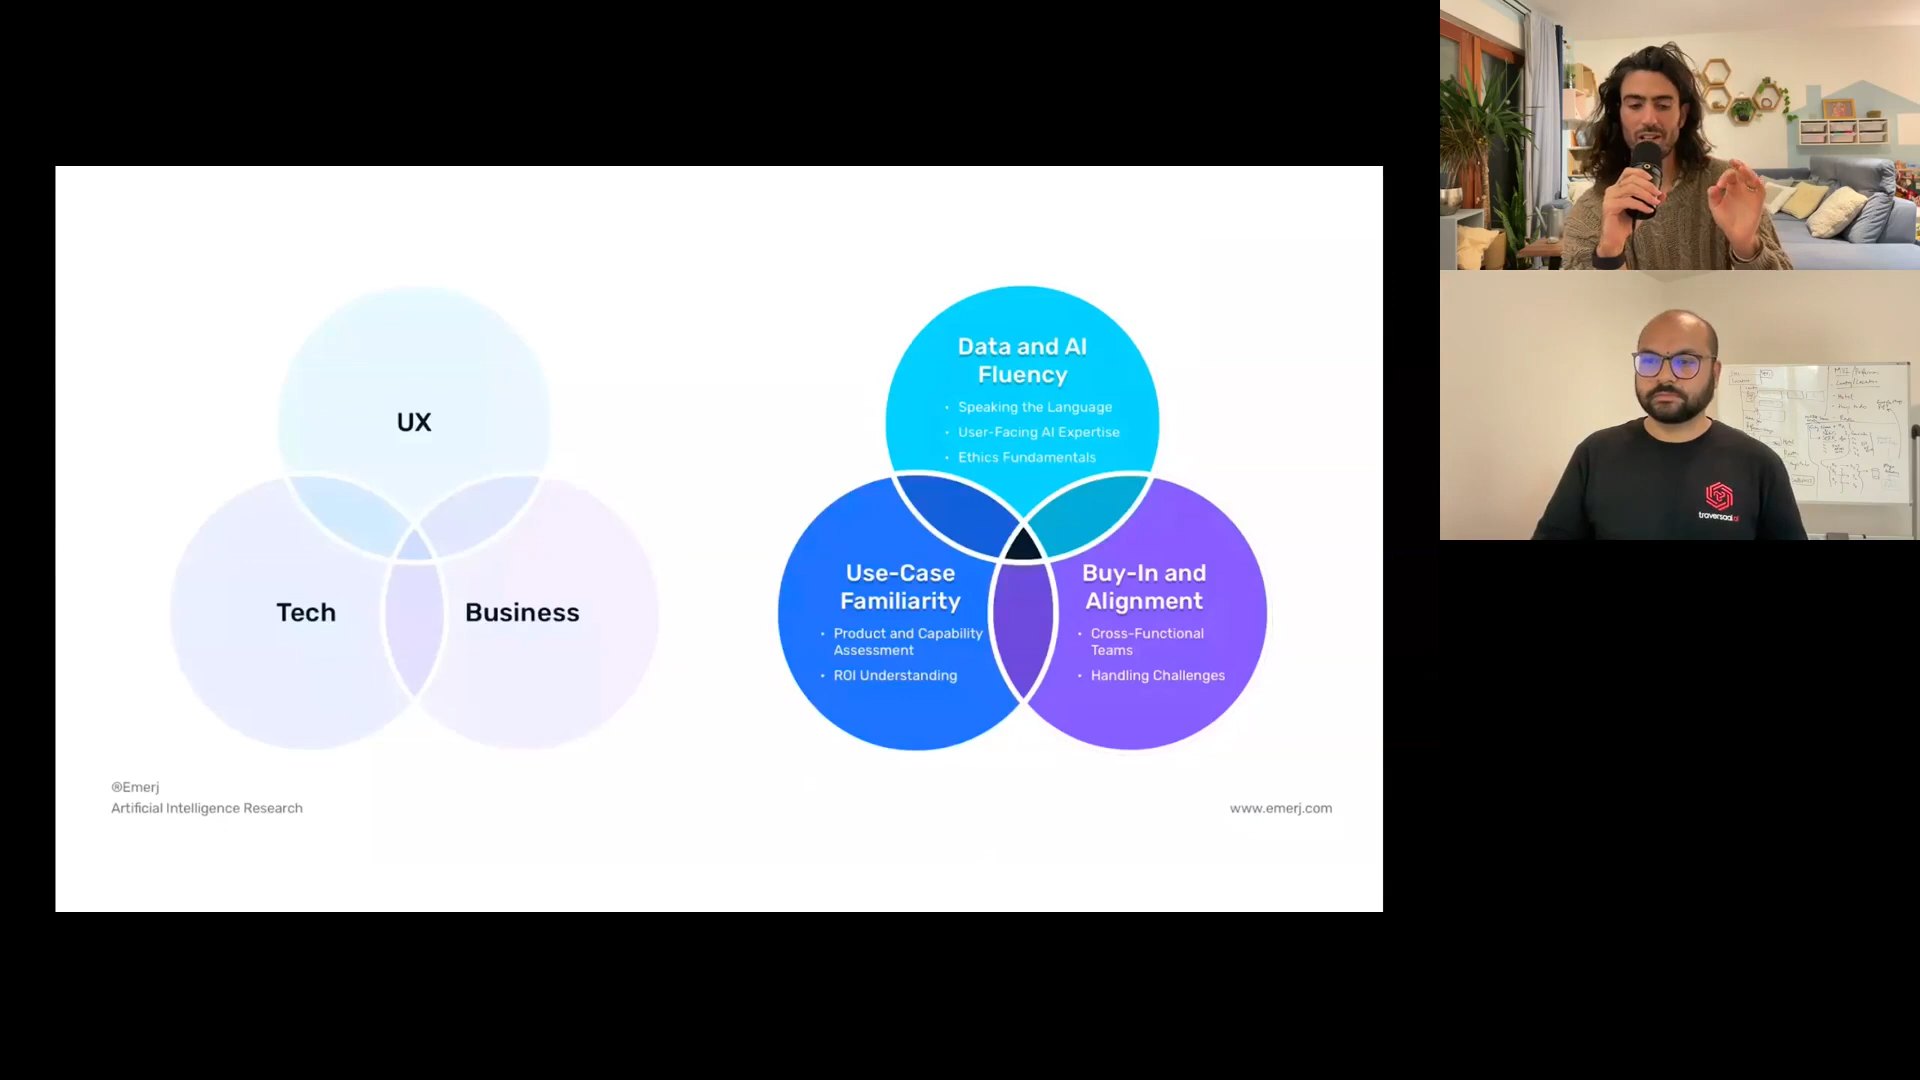 UX
Tech
Business
Data and AI
Fluency
• Speaking the Language
• User-Facing AI Expertise
• Ethics Fundamentals
Use-Case
Familiarity
• Product and Capability
Assessment
• ROI Understanding
Buy-In and
Alignment
• Cross-Functional
Teams
• Handling Challenges
®Emerj
Artificial Intelligence Research
www.emerj.com
traversaal.ai